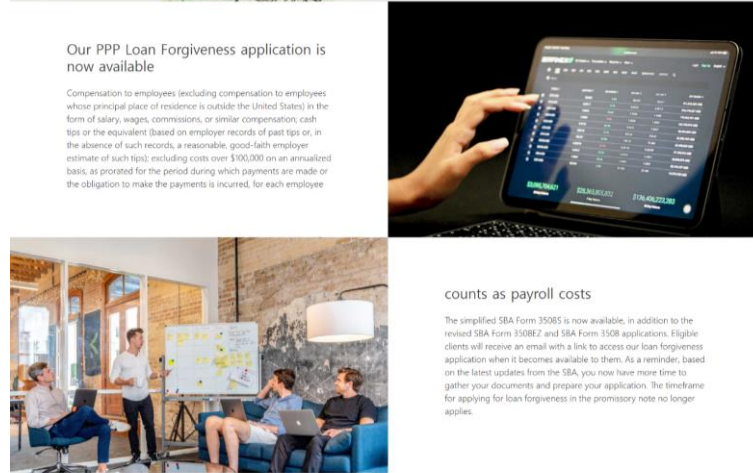 Our PPP Loan Forgiveness application is
now available
Compensation to employees (excluding compensation to employees
whose principal place of residence is outside the United States) in the
form of salary, wages, commissions, or similar compensation; cash
tips or the equivalent (based on employer records of past tips or, in
the absence of such records, a reasonable, good-faith employer
estimate of such tips); excluding costs over $100,000 on an annualized
basis, as prorated for the period during which payments are made or
the obligation to make the payments is incurred, for each employee
$26,365,802,572
$136,406,223,283
counts as payroll costs
The simplified SBA Form 3508S is now available, in addition to the
revised SBA Form 3508EZ and SBA Form 3508 applications. Eligible
clients will receive an email with a link to access our loan forgiveness
application when it becomes available to them. As a reminder, based
on the latest updates from the SBA, you now have more time to
gather your documents and prepare your application. The timeframe
for applying for loan forgiveness in the promissory note no longer
applies.